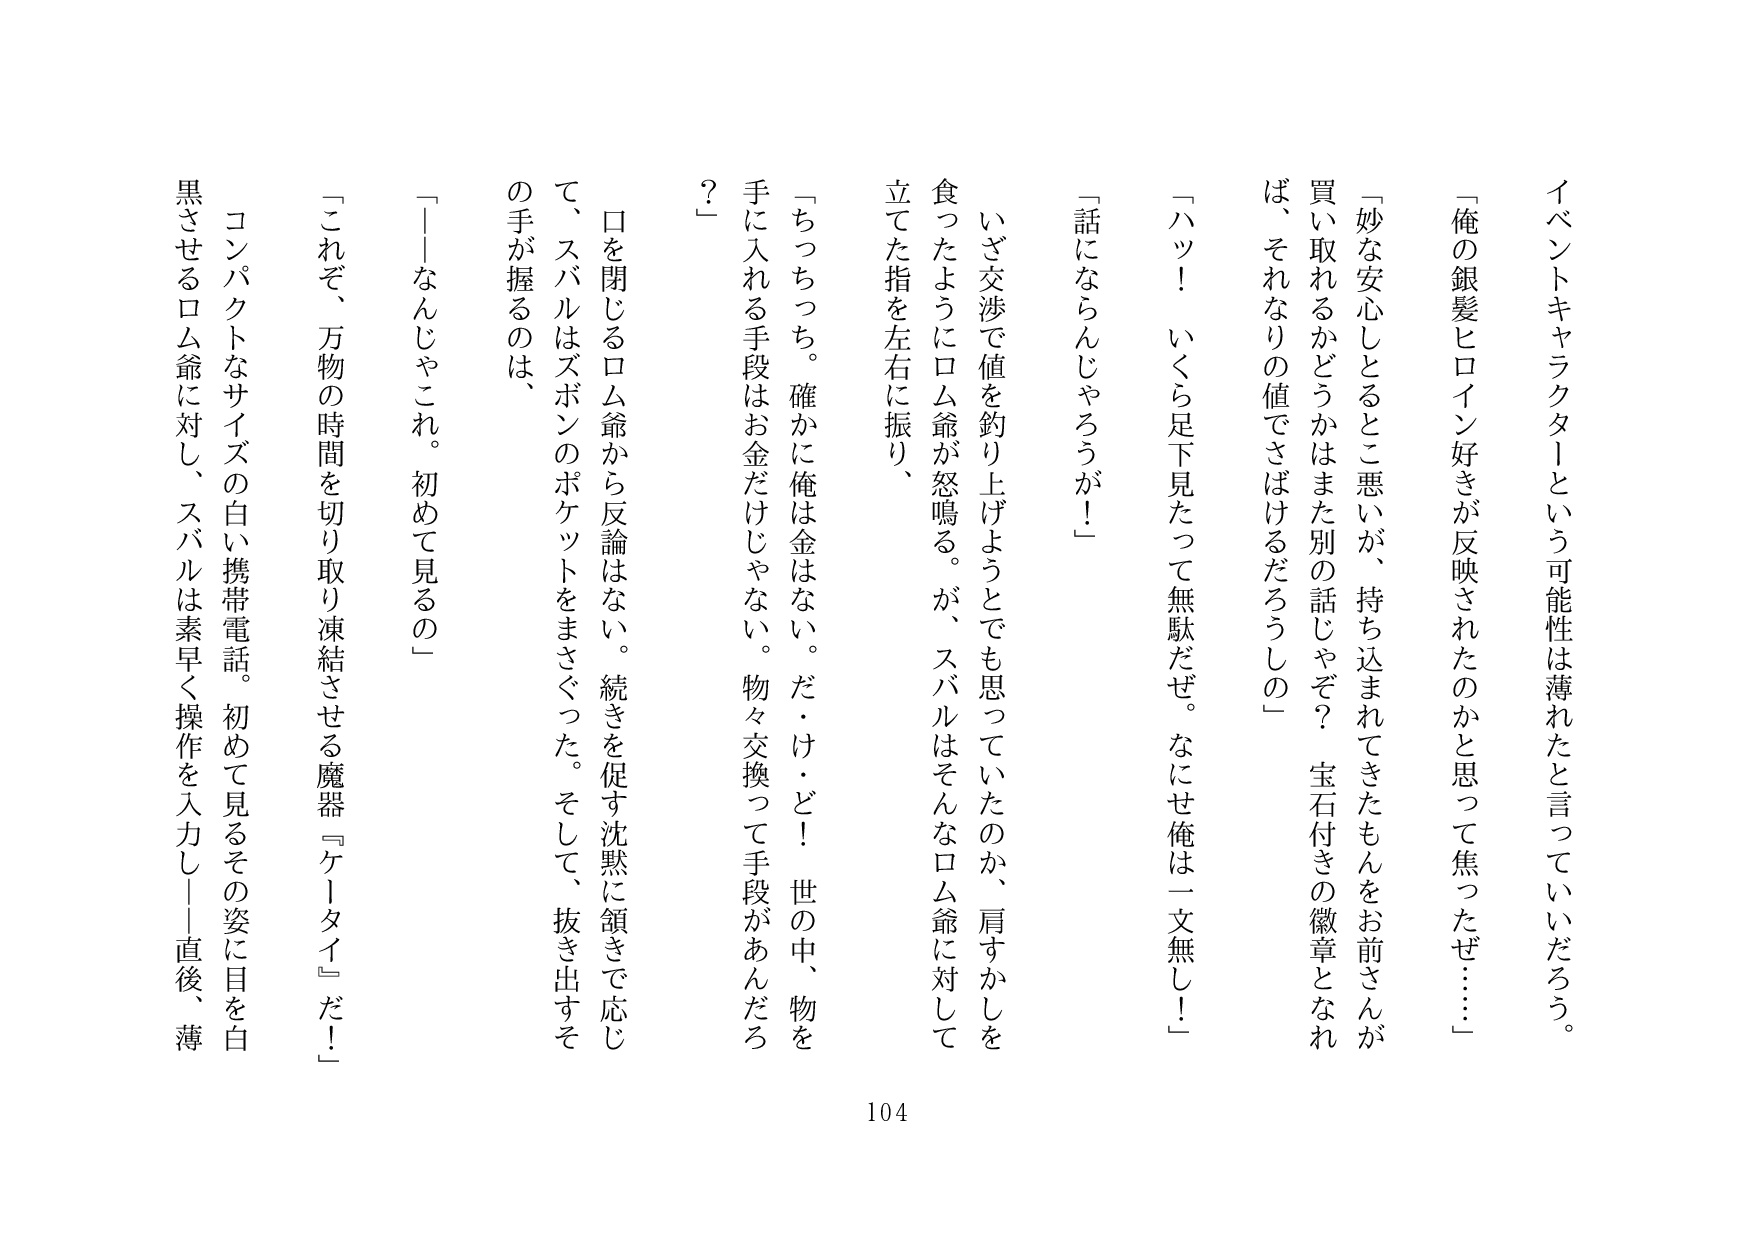 イベントキャラクターという可能性は薄れたと言っていいだろう。
「俺の銀髪ヒロイン好きが反映されたのかと思って焦ったぜ……」
「妙な安心しとるとこ悪いが、持ち込まれてきたもんをお前さんが
買い取れるかどうかはまた別の話じゃぞ？　宝石付きの徽章となれ
ば、それなりの値でさばけるだろうしの」
「ハッ！　いくら足下見たって無駄だぜ。なにせ俺は一文無し！」
「話にならんじゃろうが！」
　いざ交渉で値を釣り上げようとでも思っていたのか、肩すかしを
食ったようにロム爺が怒鳴る。が、スバルはそんなロム爺に対して
立てた指を左右に振り、
「ちっちっち。確かに俺は金はない。だ・け・ど！　世の中、物を
手に入れる手段はお金だけじゃない。物々交換って手段があんだろ
？」
　口を閉じるロム爺から反論はない。続きを促す沈黙に頷きで応じ
て、スバルはズボンのポケットをまさぐった。そして、抜き出すそ
の手が握るのは、
「――なんじゃこれ。初めて見るの」
「これぞ、万物の時間を切り取り凍結させる魔器『ケータイ』だ！」
　コンパクトなサイズの白い携帯電話。初めて見るその姿に目を白
黒させるロム爺に対し、スバルは素早く操作を入力し――直後、薄
104